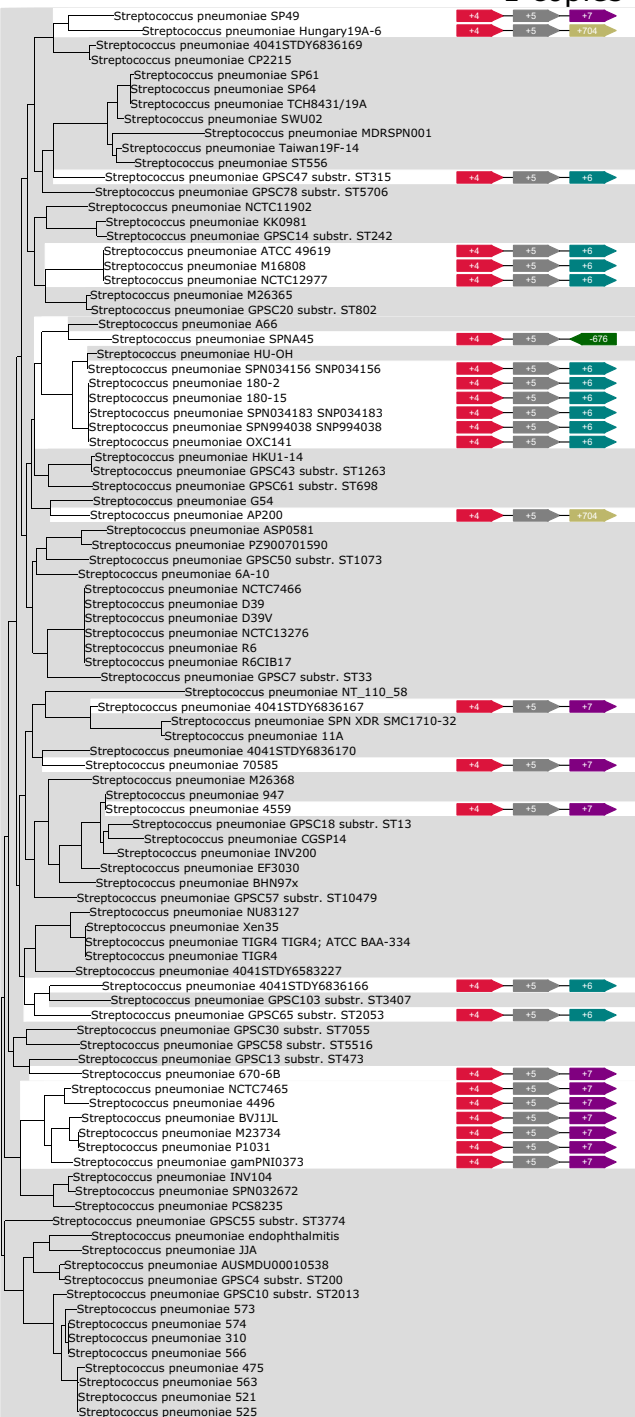 Streptococcus pneumoniae SP49 +4 +5 +7
Streptococcus pneumoniae Hungary19A-6 +4 +5 +704
Streptococcus pneumoniae 4041STDY6836169
Streptococcus pneumoniae CP2215
Streptococcus pneumoniae SP61
Streptococcus pneumoniae SP64
Streptococcus pneumoniae TCH8431/19A
Streptococcus pneumoniae SWU02
Streptococcus pneumoniae MDRSPN001
Streptococcus pneumoniae Taiwan19F-14
Streptococcus pneumoniae ST556
Streptococcus pneumoniae GPSC47 substr. ST315 +4 +5 +6
Streptococcus pneumoniae GPSC78 substr. ST5706
Streptococcus pneumoniae NCTC11902
Streptococcus pneumoniae KK0981
Streptococcus pneumoniae GPSC14 substr. ST242
Streptococcus pneumoniae ATCC 49619 +4 +5 +6
Streptococcus pneumoniae M16808 +4 +5 +6
Streptococcus pneumoniae NCTC12977 +4 +5 +6
Streptococcus pneumoniae M26365
Streptococcus pneumoniae GPSC20 substr. ST802
Streptococcus pneumoniae A66
Streptococcus pneumoniae SPNA45 +4 +5 -676
Streptococcus pneumoniae HU-OH
Streptococcus pneumoniae SPN034156 SNP034156 +4 +5 +6
Streptococcus pneumoniae 180-2 +4 +5 +6
Streptococcus pneumoniae 180-15 +4 +5 +6
Streptococcus pneumoniae SPN034183 SNP034183 +4 +5 +6
Streptococcus pneumoniae SPN994038 SNP994038 +4 +5 +6
Streptococcus pneumoniae OXC141 +4 +5 +6
Streptococcus pneumoniae HKU1-14
Streptococcus pneumoniae GPSC43 substr. ST1263
Streptococcus pneumoniae GPSC61 substr. ST698
Streptococcus pneumoniae G54
Streptococcus pneumoniae AP200 +4 +5 +704
Streptococcus pneumoniae ASP0581
Streptococcus pneumoniae PZ900701590
Streptococcus pneumoniae GPSC50 substr. ST1073
Streptococcus pneumoniae 6A-10
Streptococcus pneumoniae NCTC7466
Streptococcus pneumoniae D39
Streptococcus pneumoniae D39V
Streptococcus pneumoniae NCTC13276
Streptococcus pneumoniae R6
Streptococcus pneumoniae R6CIB17
Streptococcus pneumoniae GPSC7 substr. ST33
Streptococcus pneumoniae NT_110_58
Streptococcus pneumoniae 4041STDY6836167 +4 +5 +7
Streptococcus pneumoniae SPN XDR SMC1710-32
Streptococcus pneumoniae 11A
Streptococcus pneumoniae 4041STDY6836170
Streptococcus pneumoniae 70585 +4 +5 +7
Streptococcus pneumoniae M26368
Streptococcus pneumoniae 947
Streptococcus pneumoniae 4559 +4 +5 +7
Streptococcus pneumoniae GPSC18 substr. ST13
Streptococcus pneumoniae CGSP14
Streptococcus pneumoniae INV200
Streptococcus pneumoniae EF3030
Streptococcus pneumoniae BHN97x
Streptococcus pneumoniae GPSC57 substr. ST10479
Streptococcus pneumoniae NU83127
Streptococcus pneumoniae Xen35
Streptococcus pneumoniae TIGR4 TIGR4; ATCC BAA-334
Streptococcus pneumoniae TIGR4
Streptococcus pneumoniae 4041STDY6583227
Streptococcus pneumoniae 4041STDY6836166 +4 +5 +6
Streptococcus pneumoniae GPSC103 substr. ST3407
Streptococcus pneumoniae GPSC65 substr. ST2053 +4 +5 +6
Streptococcus pneumoniae GPSC30 substr. ST7055
Streptococcus pneumoniae GPSC58 substr. ST5516
Streptococcus pneumoniae GPSC13 substr. ST473
Streptococcus pneumoniae 670-6B +4 +5 +7
Streptococcus pneumoniae NCTC7465 +4 +5 +7
Streptococcus pneumoniae 4496 +4 +5 +7
Streptococcus pneumoniae BVJ1JL +4 +5 +7
Streptococcus pneumoniae M23734 +4 +5 +7
Streptococcus pneumoniae P1031 +4 +5 +7
Streptococcus pneumoniae gamPNI0373 +4 +5 +7
Streptococcus pneumoniae INV104
Streptococcus pneumoniae SPN032672
Streptococcus pneumoniae PCS8235
Streptococcus pneumoniae GPSC55 substr. ST3774
Streptococcus pneumoniae endophthalmitis
Streptococcus pneumoniae JJA
Streptococcus pneumoniae AUSMDU00010538
Streptococcus pneumoniae GPSC4 substr. ST200
Streptococcus pneumoniae GPSC10 substr. ST2013
Streptococcus pneumoniae 573
Streptococcus pneumoniae 574
Streptococcus pneumoniae 310
Streptococcus pneumoniae 566
Streptococcus pneumoniae 475
Streptococcus pneumoniae 563
Streptococcus pneumoniae 521
Streptococcus pneumoniae 525